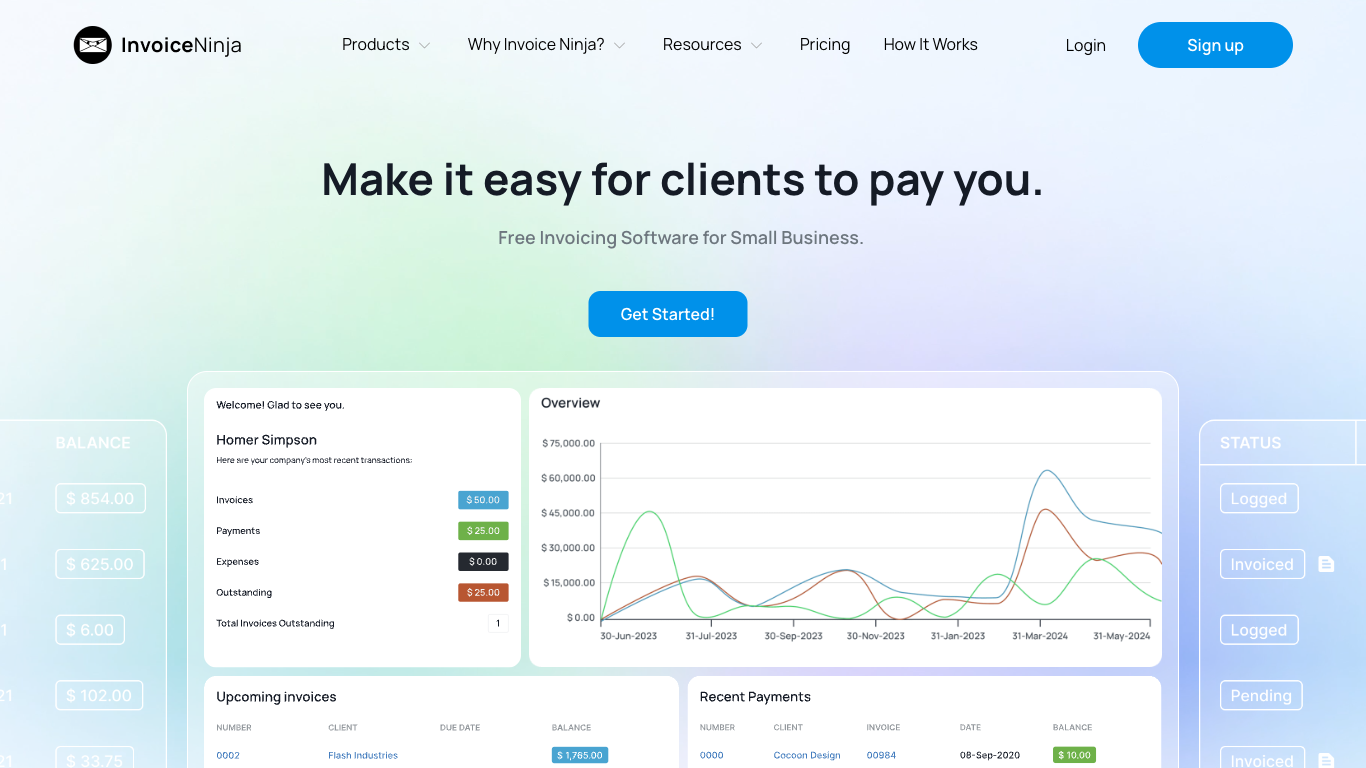 InvoiceNinja
Products
Why Invoice Ninja?
Resources
Pricing
How It Works
Login
Sign up
Make it easy for clients to pay you.
Free Invoicing Software for Small Business.
Get Started!
BALANCE
21 $ 854.00
1 $ 625.00
1 $ 6.00
21 $ 102.00
21 $ 33.75
Welcome! Glad to see you.
Homer Simpson
Here are your company's most recent transactions:
Invoices $ 50.00
Payments $ 25.00
Expenses $ 0.00
Outstanding $ 25.00
Total Invoices Outstanding 1
Overview
$ 75,000.00
$ 60,000.00
$ 45,000.00
$ 30,000.00
$ 15,000.00
$ 0.00
30-Jun-2023 31-Jul-2023 30-Sep-2023 30-Nov-2023 31-Jan-2023 31-Mar-2024 31-May-2024
Upcoming invoices
NUMBER CLIENT DUE DATE BALANCE
0002 Flash Industries $ 1,765.00
Recent Payments
NUMBER CLIENT INVOICE DATE BALANCE
0000 Cocoon Design 00984 08-Sep-2020 $ 10.00
STATUS
Logged
Invoiced
Logged
Pending
Invoiced